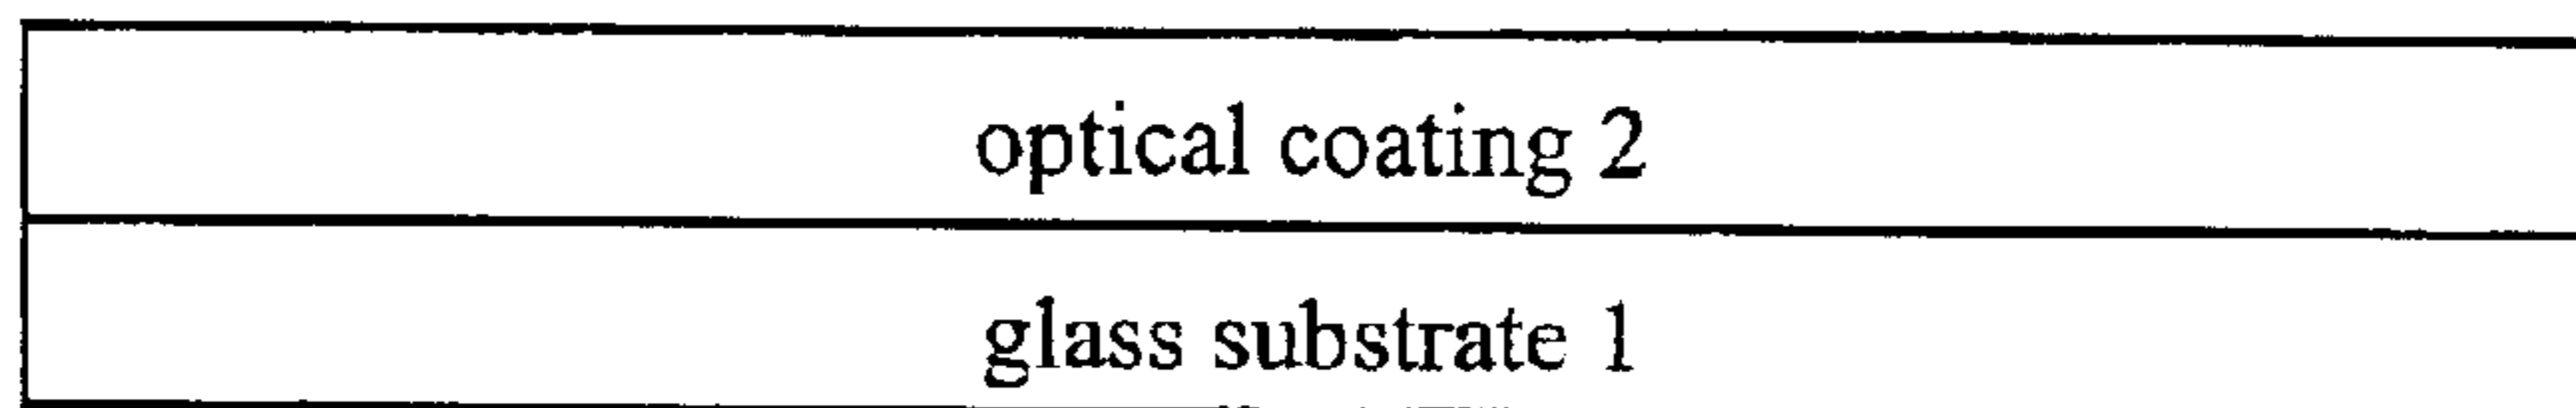 optical coating 2
glass substrate 1